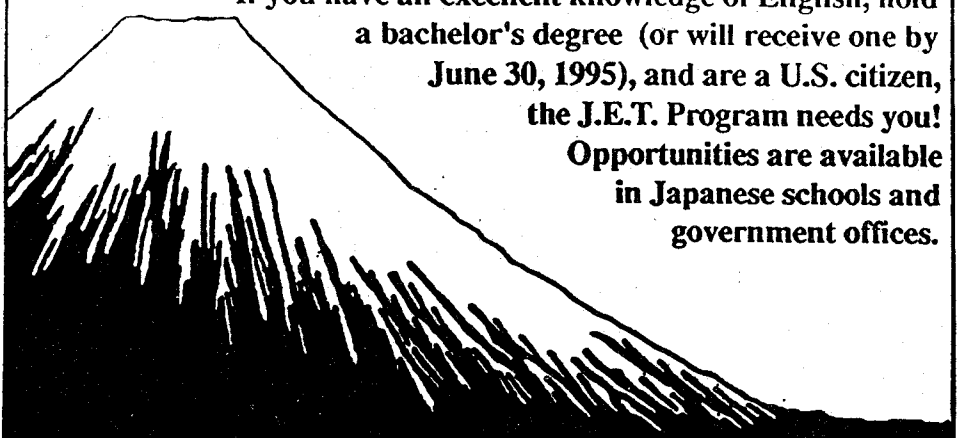 If you have an excellent knowledge of English, hold
a bachelor's degree (or will receive one by
June 30, 1995), and are a U.S. citizen,
the J.E.T. Program needs you!
Opportunities are available
in Japanese schools and
government offices.